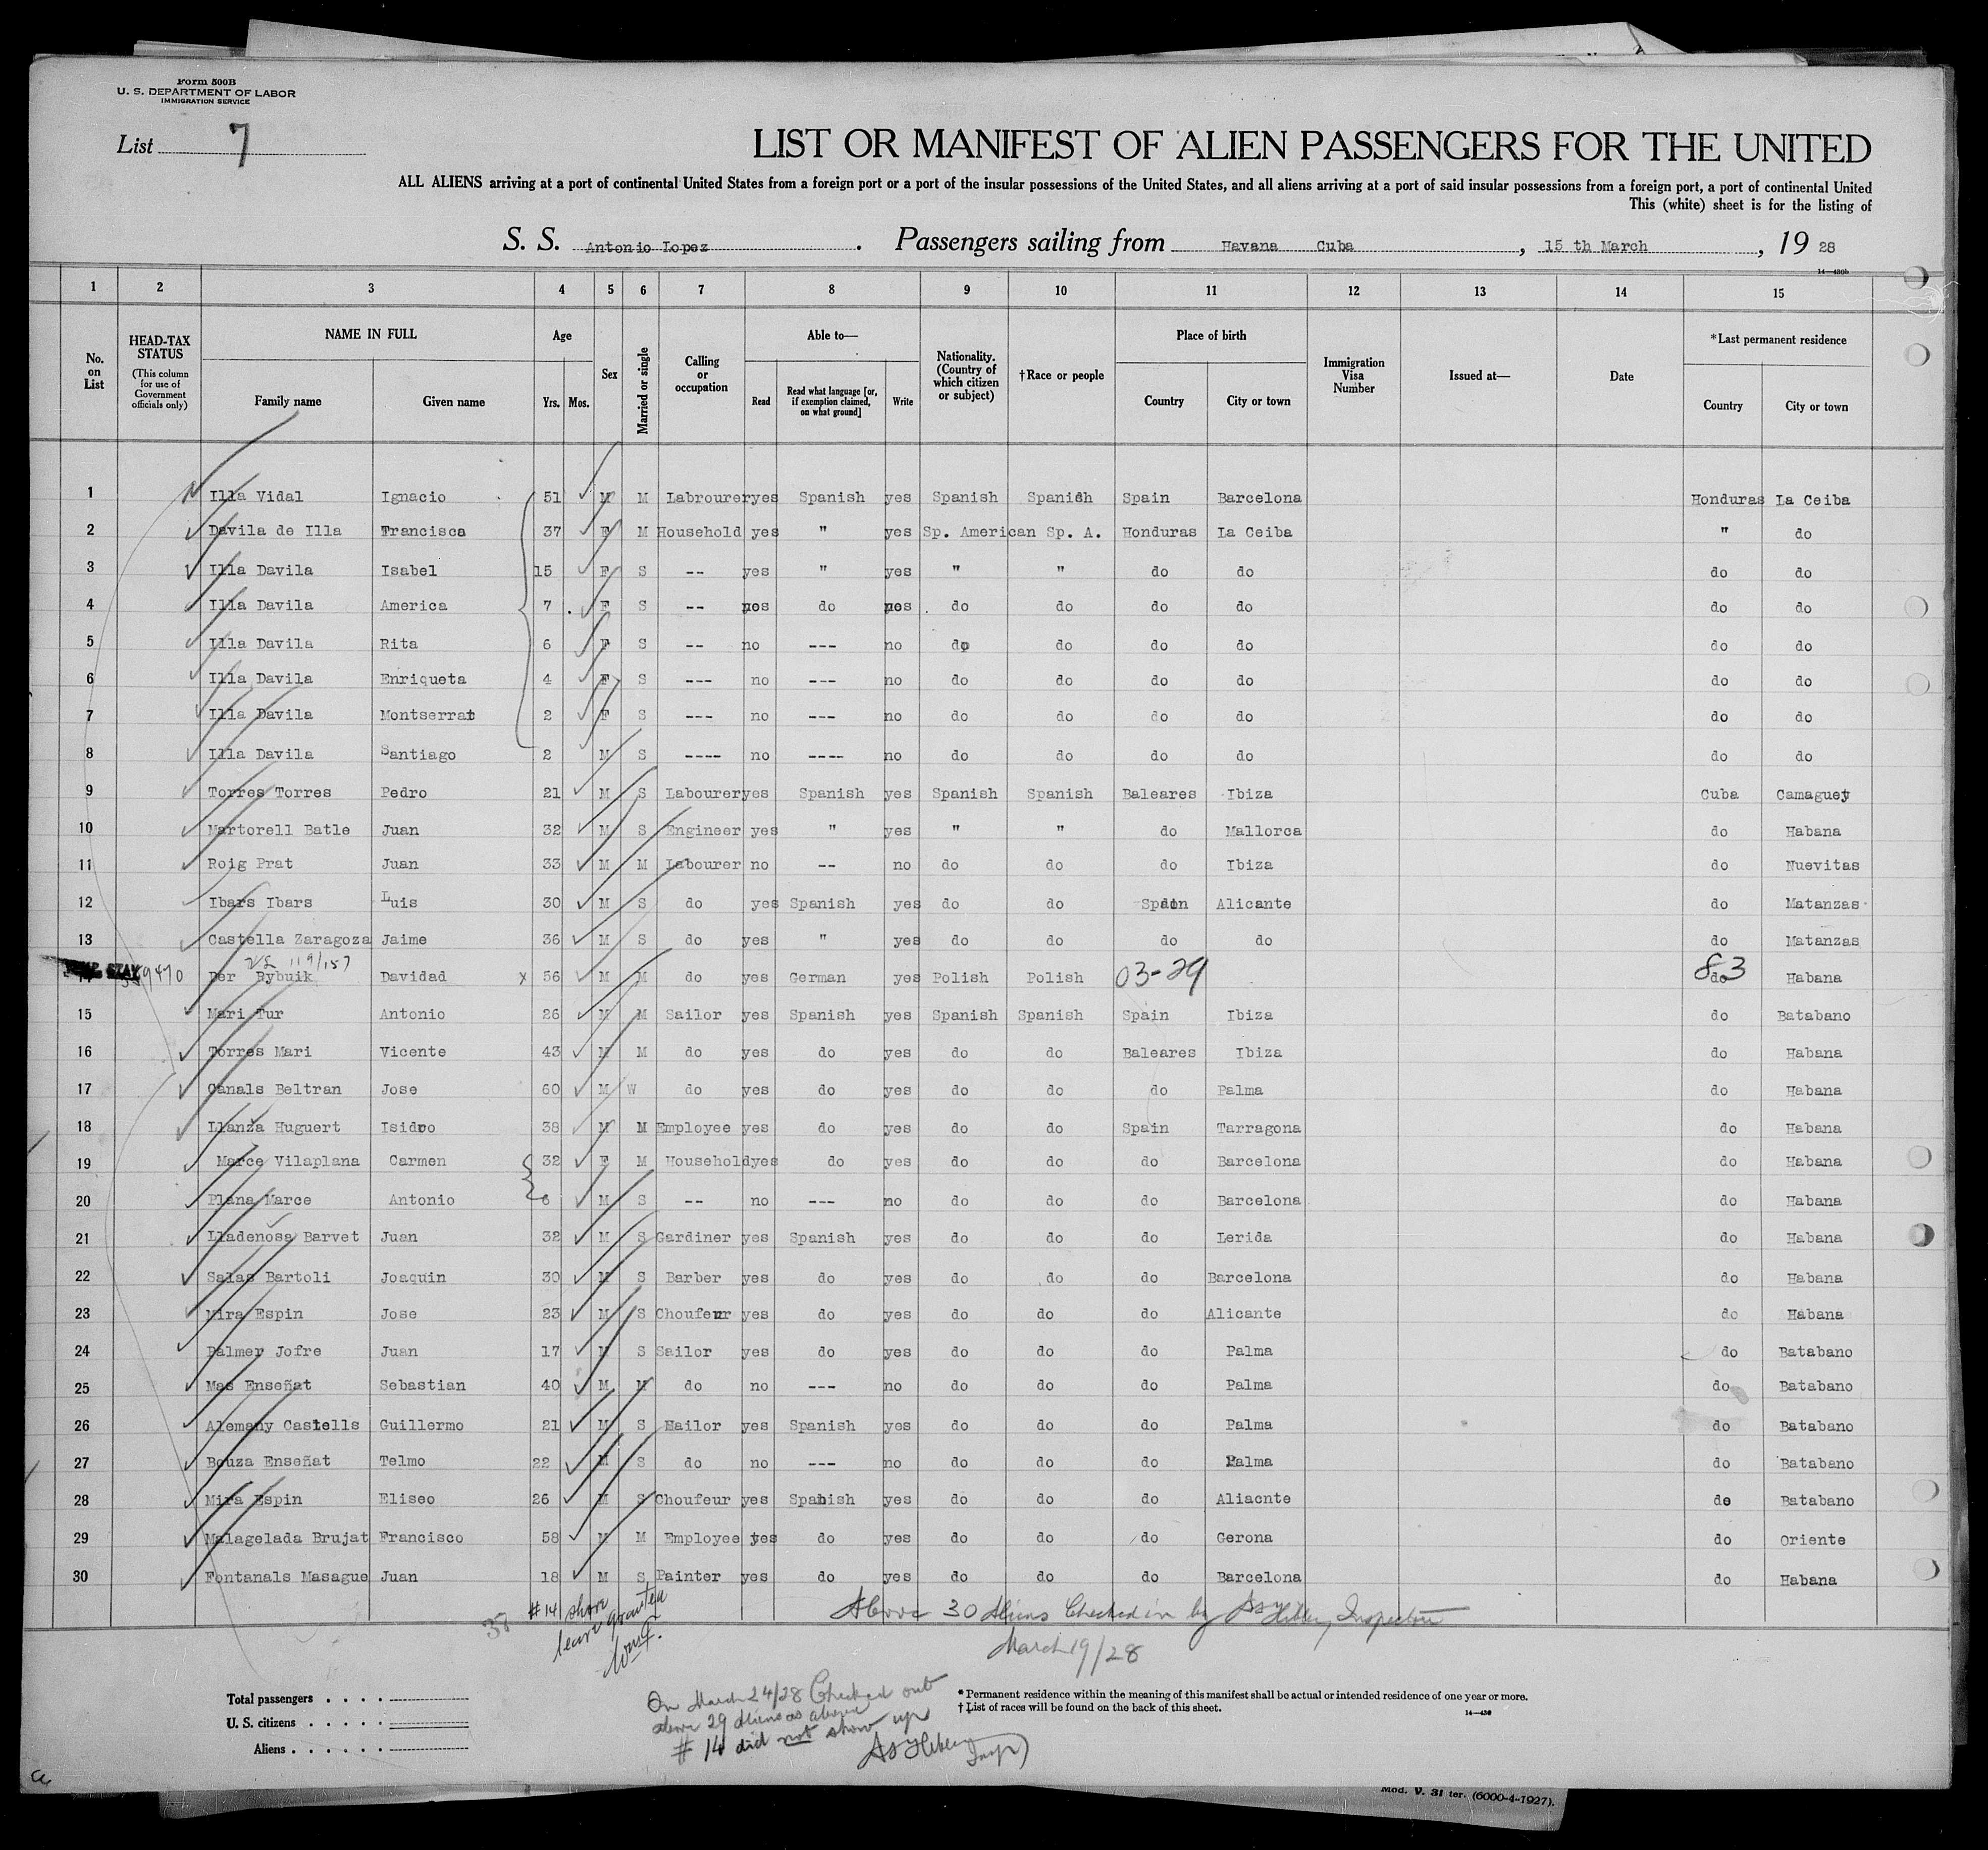 Form 500B
U. S. DEPARTMENT OF LABOR
IMMIGRATION SERVICE
List 7
LIST OR MANIFEST OF ALIEN PASSENGERS FOR THE UNITED
ALL ALIENS arriving at a port of continental United States from a foreign port or a port of the insular possessions of the United States, and all aliens arriving at a port of said insular possessions from a foreign port, a port of continental United
This (white) sheet is for the listing of
S. S. Antonio Lopez . Passengers sailing from Havana Cuba , 15 th March , 19 28
14—430b
1 2 3 4 5 6 7 8 9 10 11 12 13 14 15
No. on List
HEAD-TAX STATUS (This column for use of Government officials only)
NAME IN FULL Family name Given name
Age Yrs. Mos.
Sex
Married or single
Calling or occupation
Able to— Read Read what language [or, if exemption claimed, on what ground] Write
Nationality. (Country of which citizen or subject)
†Race or people
Place of birth Country City or town
Immigration Visa Number
Issued at—
Date
*Last permanent residence Country City or town
1 Illa Vidal Ignacio 51 M M Labrourer yes Spanish yes Spanish Spanish Spain Barcelona Honduras La Ceiba
2 Davila de Illa Francisca 37 F M Household yes " yes Sp. American Sp. A. Honduras La Ceiba " do
3 Illa Davila Isabel 15 F S -- yes " yes " " do do do do
4 Illa Davila America 7 F S -- do do do do do do do
5 Illa Davila Rita 6 F S -- no --- no do do do do do do
6 Illa Davila Enriqueta 4 F S --- no --- no do do do do do do
7 Illa Davila Montserrat 2 F S --- no --- no do do do do do do
8 Illa Davila Santiago 2 M S ---- no ---- no do do do do do do
9 Torres Torres Pedro 21 M S Labourer yes Spanish yes Spanish Spanish Baleares Ibiza Cuba Camaguey
10 Martorell Batle Juan 32 M S Engineer yes " yes " " do Mallorca do Habana
11 Roig Prat Juan 33 M M Labourer no -- no do do do Ibiza do Nuevitas
12 Ibars Ibars Luis 30 M S do yes Spanish yes do do Spain Alicante do Matanzas
13 Castella Zaragoza Jaime 36 M S do yes " yes do do do do do Matanzas
119/157
14 9470 Der Rybuik Davidad x 56 M M do yes German yes Polish Polish 03-29 83 do Habana
15 Mari Tur Antonio 26 M M Sailor yes Spanish yes Spanish Spanish Spain Ibiza do Batabano
16 Torres Mari Vicente 43 M M do yes do yes do do Baleares Ibiza do Habana
17 Canals Beltran Jose 60 M W do yes do yes do do do Palma do Habana
18 Llanza Huguert Isidro 38 M M Employee yes do yes do do Spain Tarragona do Habana
19 Marce Vilaplana Carmen 32 F M Household yes do yes do do do Barcelona do Habana
20 Plana Marce Antonio 6 M S -- no --- no do do do Barcelona do Habana
21 Lladenosa Barvet Juan 32 M S Gardiner yes Spanish yes do do do Lerida do Habana
22 Salas Bartoli Joaquin 30 M S Barber yes do yes do do do Barcelona do Habana
23 Mira Espin Jose 23 M S Choufeur yes do yes do do do Alicante do Habana
24 Palmer Jofre Juan 17 M S Sailor yes do yes do do do Palma do Batabano
25 Mas Enseñat Sebastian 40 M M do no --- no do do do Palma do Batabano
26 Alemany Castells Guillermo 21 M S Mailor yes Spanish yes do do do Palma do Batabano
27 Bouza Enseñat Telmo 22 M S do no --- no do do do Palma do Batabano
28 Mira Espin Eliseo 26 M S Choufeur yes Spanish yes do do do Aliacnte do Batabano
29 Malagelada Brujat Francisco 58 M M Employee yes do yes do do do Gerona do Oriente
30 Fontanals Masague Juan 18 M S Painter yes do yes do do do Barcelona do Habana
#14 shore
leave granted
Above 30 Aliens Checked in by Inspector
March 19/28
Total passengers
U. S. citizens
Aliens
On March 24/28 Checked out
above 29 Aliens as above
# 14 did not show up
Insp
* Permanent residence within the meaning of this manifest shall be actual or intended residence of one year or more.
† List of races will be found on the back of this sheet.
14—430
Mod. V. 31 ter. (6000-4-1927).